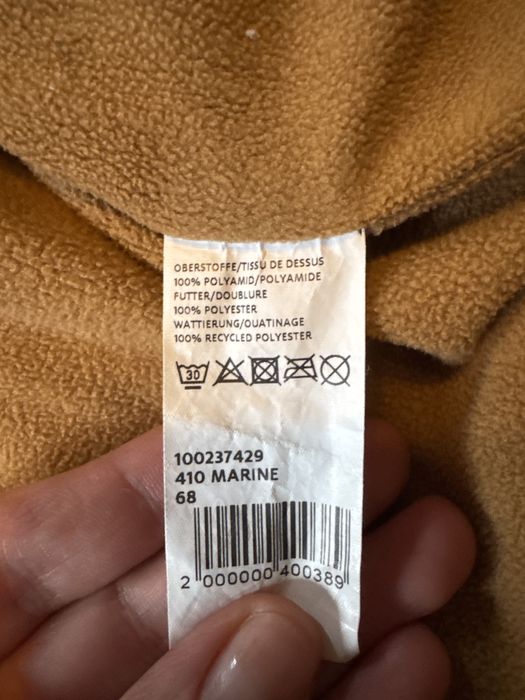 OBERSTOFFE/TISSU DE DESSUS
100% POLYAMID/POLYAMIDE
FUTTER/DOUBLURE
100% POLYESTER
WATTIERUNG/OUATINAGE
100% RECYCLED POLYESTER
30
100237429
410 MARINE
68
2 000000 400389